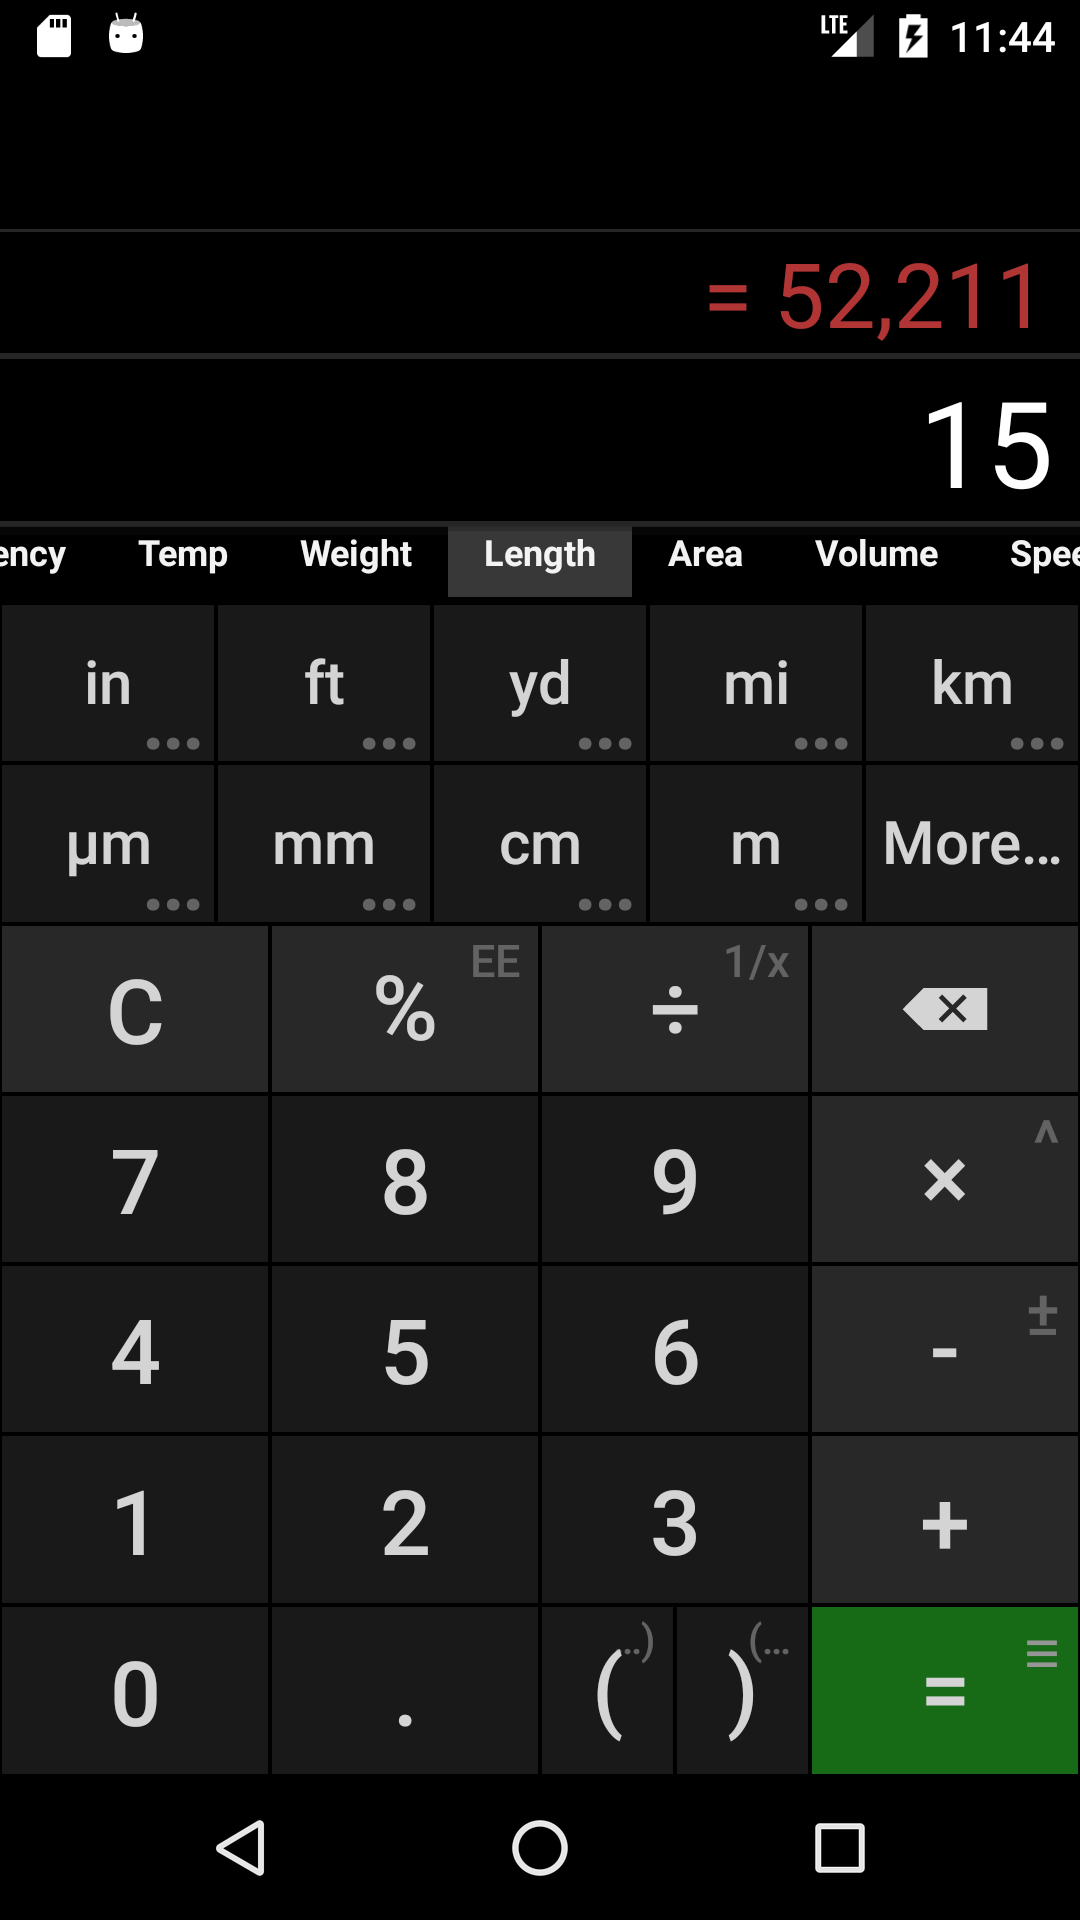 LTE 11:44
= 52,211
15
ency Temp Weight Length Area Volume Spee
in ft yd mi km
... ... ... ... ...
µm mm cm m More...
... ... ... ...
EE 1/x
C % ÷
^
7 8 9 ×
±
4 5 6 -
1 2 3 +
..) (...
0 . ( ) =